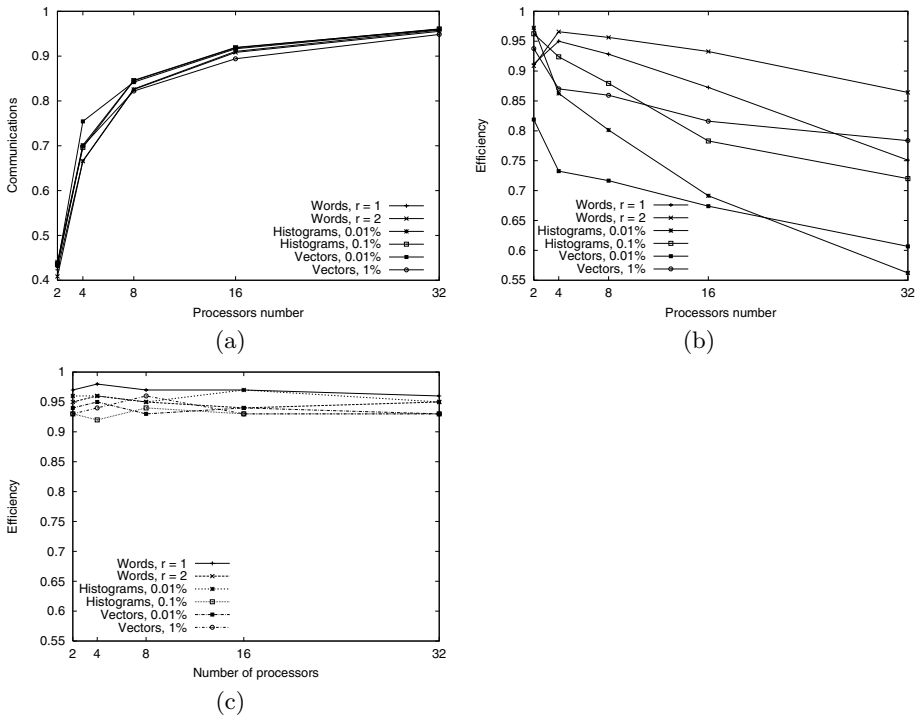 1
0.9
0.8
0.7
0.6
0.5
0.4
Communications
Words, r = 1
Words, r = 2
Histograms, 0.01%
Histograms, 0.1%
Vectors, 0.01%
Vectors, 1%
2 4 8 16 32
Processors number
(a)
1
0.95
0.9
0.85
0.8
0.75
0.7
0.65
0.6
0.55
Efficiency
Words, r = 1
Words, r = 2
Histograms, 0.01%
Histograms, 0.1%
Vectors, 0.01%
Vectors, 1%
2 4 8 16 32
Processors number
(b)
1
0.95
0.9
0.85
0.8
0.75
0.7
0.65
0.6
0.55
Efficiency
Words, r = 1
Words, r = 2
Histograms, 0.01%
Histograms, 0.1%
Vectors, 0.01%
Vectors, 1%
2 4 8 16 32
Number of processors
(c)